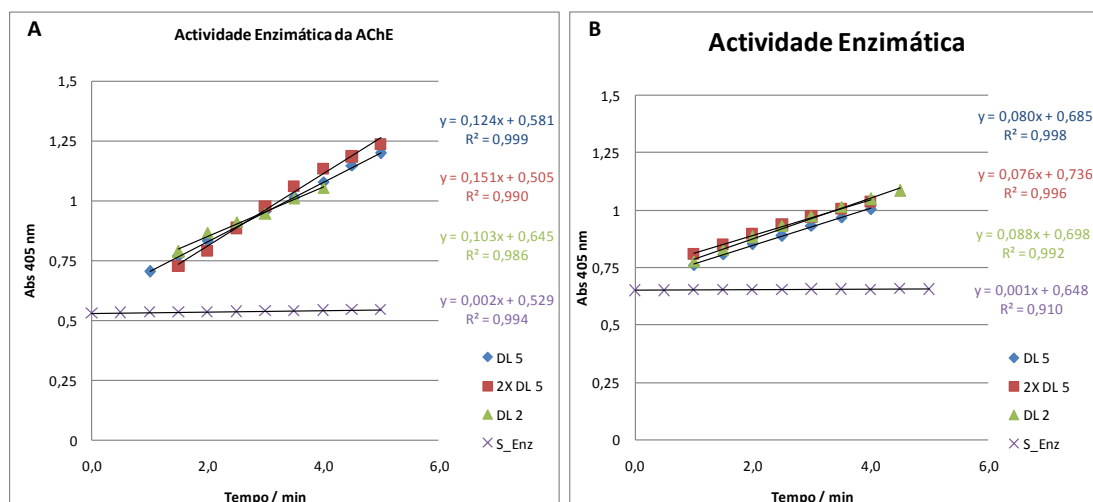 A
Actividade Enzimática da AChE
1,5
y = 0,124x + 0,581
R² = 0,999
1,25
y = 0,151x + 0,505
R² = 0,990
1
y = 0,103x + 0,645
R² = 0,986
0,75
y = 0,002x + 0,529
R² = 0,994
0,5
0,25
0
Abs 405 nm
DL 5
2X DL 5
DL 2
S_Enz
0,0
2,0
4,0
6,0
Tempo / min
B
Actividade Enzimática
1,5
y = 0,080x + 0,685
R² = 0,998
1,25
y = 0,076x + 0,736
R² = 0,996
1
y = 0,088x + 0,698
R² = 0,992
0,75
y = 0,001x + 0,648
R² = 0,910
0,5
0,25
0
Abs 405 nm
DL 5
2X DL 5
DL 2
S_Enz
0,0
2,0
4,0
6,0
Tempo / min